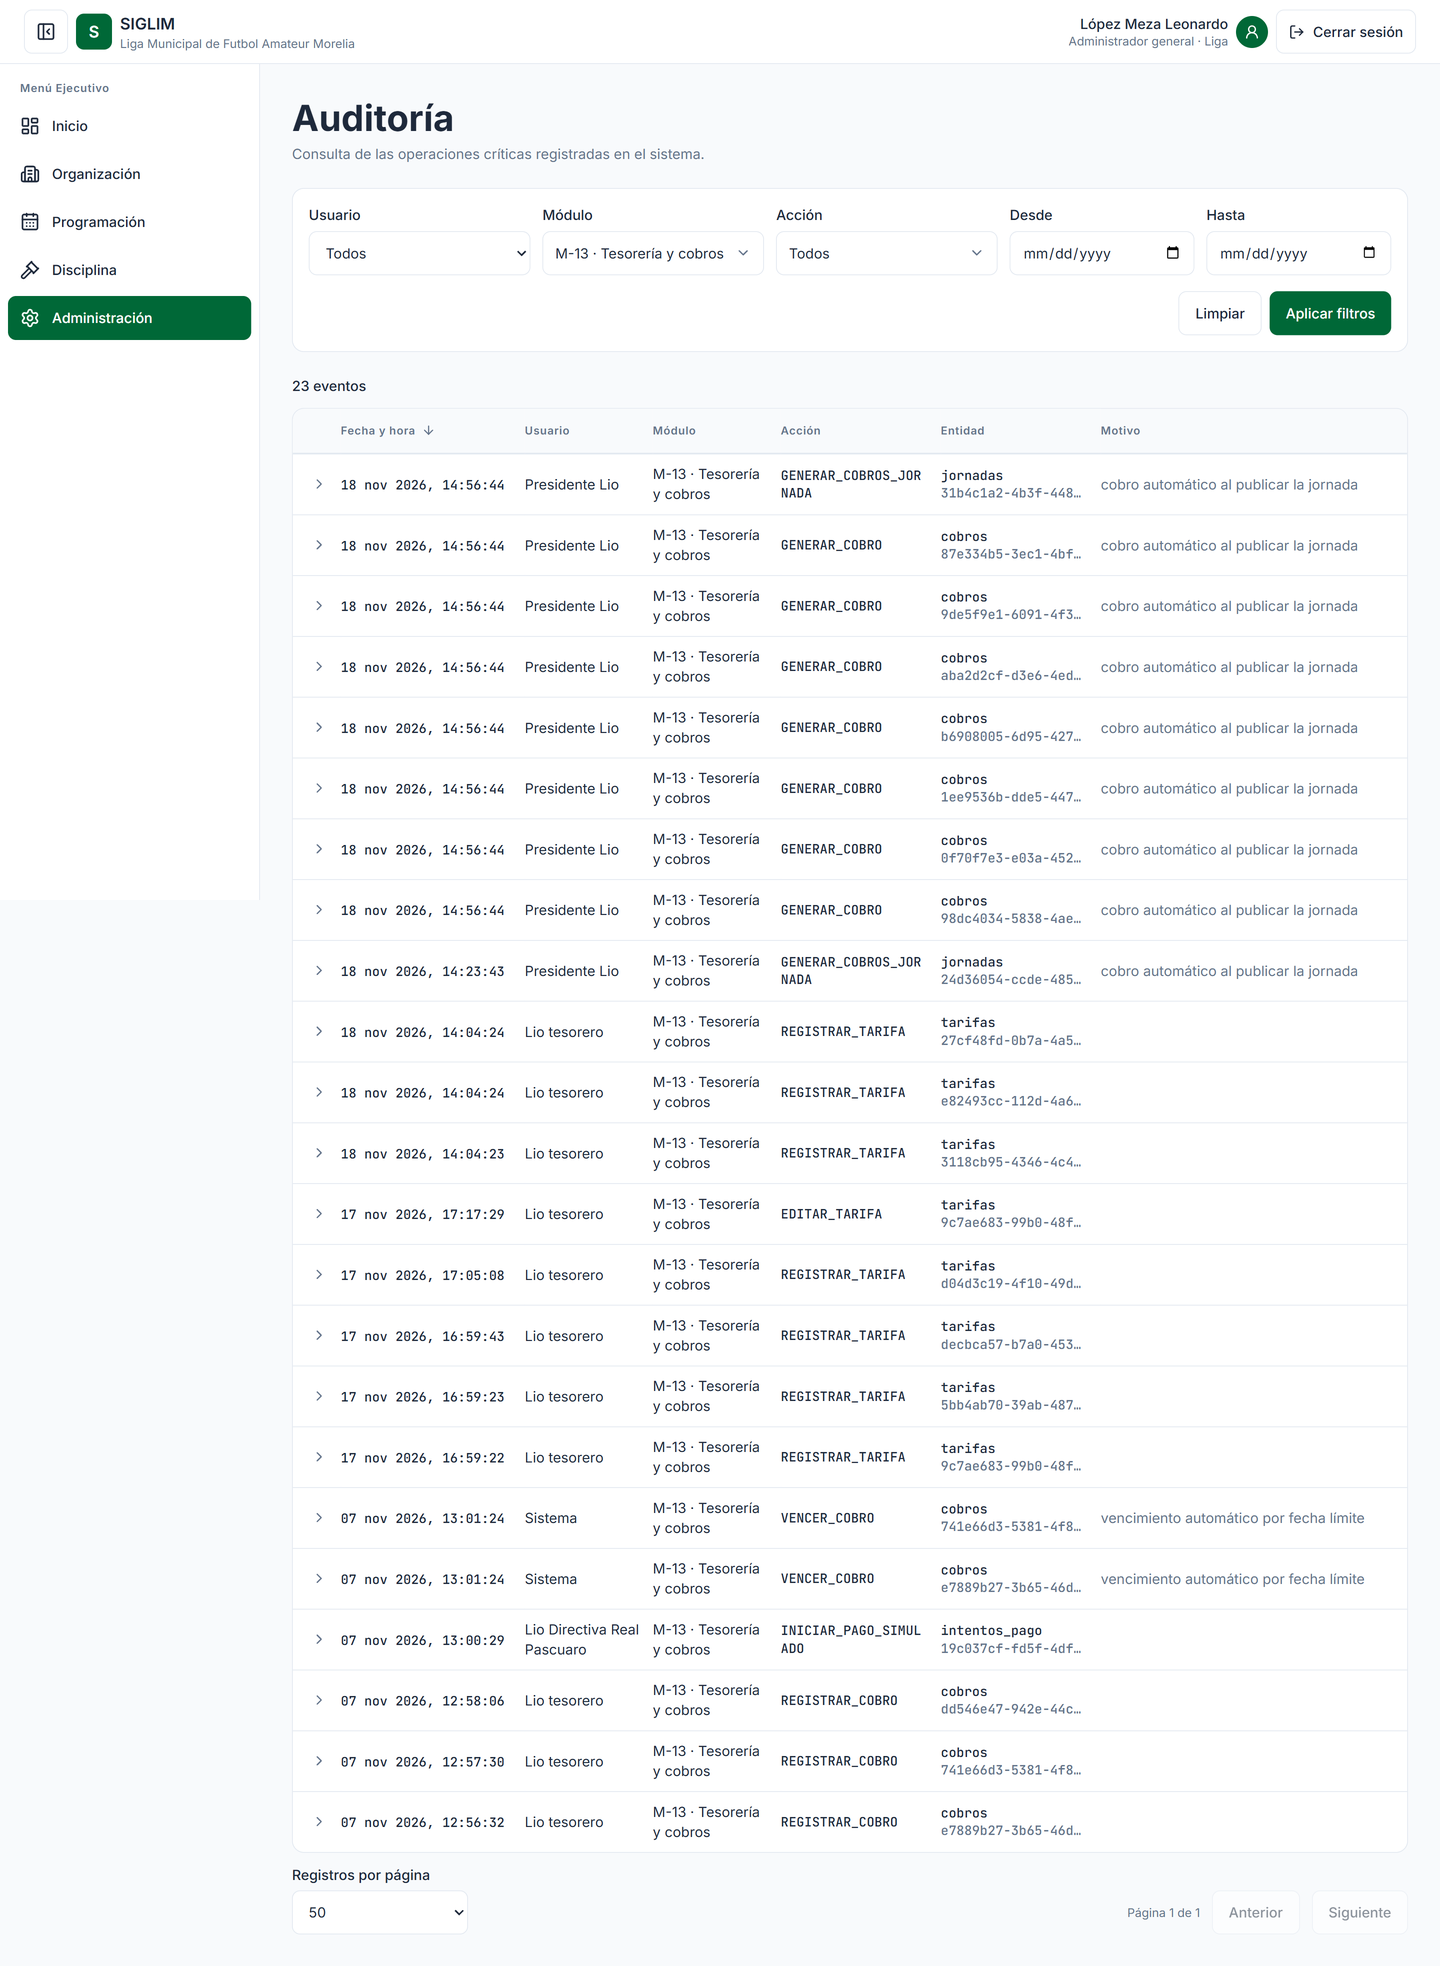 SIGLIM
Liga Municipal de Futbol Amateur Morelia
López Meza Leonardo
Administrador general · Liga
Cerrar sesión
S
Menú Ejecutivo
Inicio
Organización
Programación
Disciplina
Administración
Auditoría
Consulta de las operaciones críticas registradas en el sistema.
Usuario Módulo Acción Desde Hasta
Todos M-13 · Tesorería y cobros Todos mm/dd/yyyy mm/dd/yyyy
Limpiar Aplicar filtros
23 eventos
Fecha y hora Usuario Módulo Acción Entidad Motivo
18 nov 2026, 14:56:44 Presidente Lio M-13 · Tesorería y cobros GENERAR_COBROS_JORNADA jornadas 31b4c1a2-4b3f-448… cobro automático al publicar la jornada
18 nov 2026, 14:56:44 Presidente Lio M-13 · Tesorería y cobros GENERAR_COBRO cobros 87e334b5-3ec1-4bf… cobro automático al publicar la jornada
18 nov 2026, 14:56:44 Presidente Lio M-13 · Tesorería y cobros GENERAR_COBRO cobros 9de5f9e1-6091-4f3… cobro automático al publicar la jornada
18 nov 2026, 14:56:44 Presidente Lio M-13 · Tesorería y cobros GENERAR_COBRO cobros aba2d2cf-d3e6-4ed… cobro automático al publicar la jornada
18 nov 2026, 14:56:44 Presidente Lio M-13 · Tesorería y cobros GENERAR_COBRO cobros b6908005-6d95-427… cobro automático al publicar la jornada
18 nov 2026, 14:56:44 Presidente Lio M-13 · Tesorería y cobros GENERAR_COBRO cobros 1ee9536b-dde5-447… cobro automático al publicar la jornada
18 nov 2026, 14:56:44 Presidente Lio M-13 · Tesorería y cobros GENERAR_COBRO cobros 0f70f7e3-e03a-452… cobro automático al publicar la jornada
18 nov 2026, 14:56:44 Presidente Lio M-13 · Tesorería y cobros GENERAR_COBRO cobros 98dc4034-5838-4ae… cobro automático al publicar la jornada
18 nov 2026, 14:23:43 Presidente Lio M-13 · Tesorería y cobros GENERAR_COBROS_JORNADA jornadas 24d36054-ccde-485… cobro automático al publicar la jornada
18 nov 2026, 14:04:24 Lio tesorero M-13 · Tesorería y cobros REGISTRAR_TARIFA tarifas 27cf48fd-0b7a-4a5…
18 nov 2026, 14:04:24 Lio tesorero M-13 · Tesorería y cobros REGISTRAR_TARIFA tarifas e82493cc-112d-4a6…
18 nov 2026, 14:04:23 Lio tesorero M-13 · Tesorería y cobros REGISTRAR_TARIFA tarifas 3118cb95-4346-4c4…
17 nov 2026, 17:17:29 Lio tesorero M-13 · Tesorería y cobros EDITAR_TARIFA tarifas 9c7ae683-99b0-48f…
17 nov 2026, 17:05:08 Lio tesorero M-13 · Tesorería y cobros REGISTRAR_TARIFA tarifas d04d3c19-4f10-49d…
17 nov 2026, 16:59:43 Lio tesorero M-13 · Tesorería y cobros REGISTRAR_TARIFA tarifas decbca57-b7a0-453…
17 nov 2026, 16:59:23 Lio tesorero M-13 · Tesorería y cobros REGISTRAR_TARIFA tarifas 5bb4ab70-39ab-487…
17 nov 2026, 16:59:22 Lio tesorero M-13 · Tesorería y cobros REGISTRAR_TARIFA tarifas 9c7ae683-99b0-48f…
07 nov 2026, 13:01:24 Sistema M-13 · Tesorería y cobros VENCER_COBRO cobros 741e66d3-5381-4f8… vencimiento automático por fecha límite
07 nov 2026, 13:01:24 Sistema M-13 · Tesorería y cobros VENCER_COBRO cobros e7889b27-3b65-46d… vencimiento automático por fecha límite
07 nov 2026, 13:00:29 Lio Directiva Real Pascuaro M-13 · Tesorería y cobros INICIAR_PAGO_SIMULADO intentos_pago 19c037cf-fd5f-4df…
07 nov 2026, 12:58:06 Lio tesorero M-13 · Tesorería y cobros REGISTRAR_COBRO cobros dd546e47-942e-44c…
07 nov 2026, 12:57:30 Lio tesorero M-13 · Tesorería y cobros REGISTRAR_COBRO cobros 741e66d3-5381-4f8…
07 nov 2026, 12:56:32 Lio tesorero M-13 · Tesorería y cobros REGISTRAR_COBRO cobros e7889b27-3b65-46d…
Registros por página
50
Página 1 de 1 Anterior Siguiente